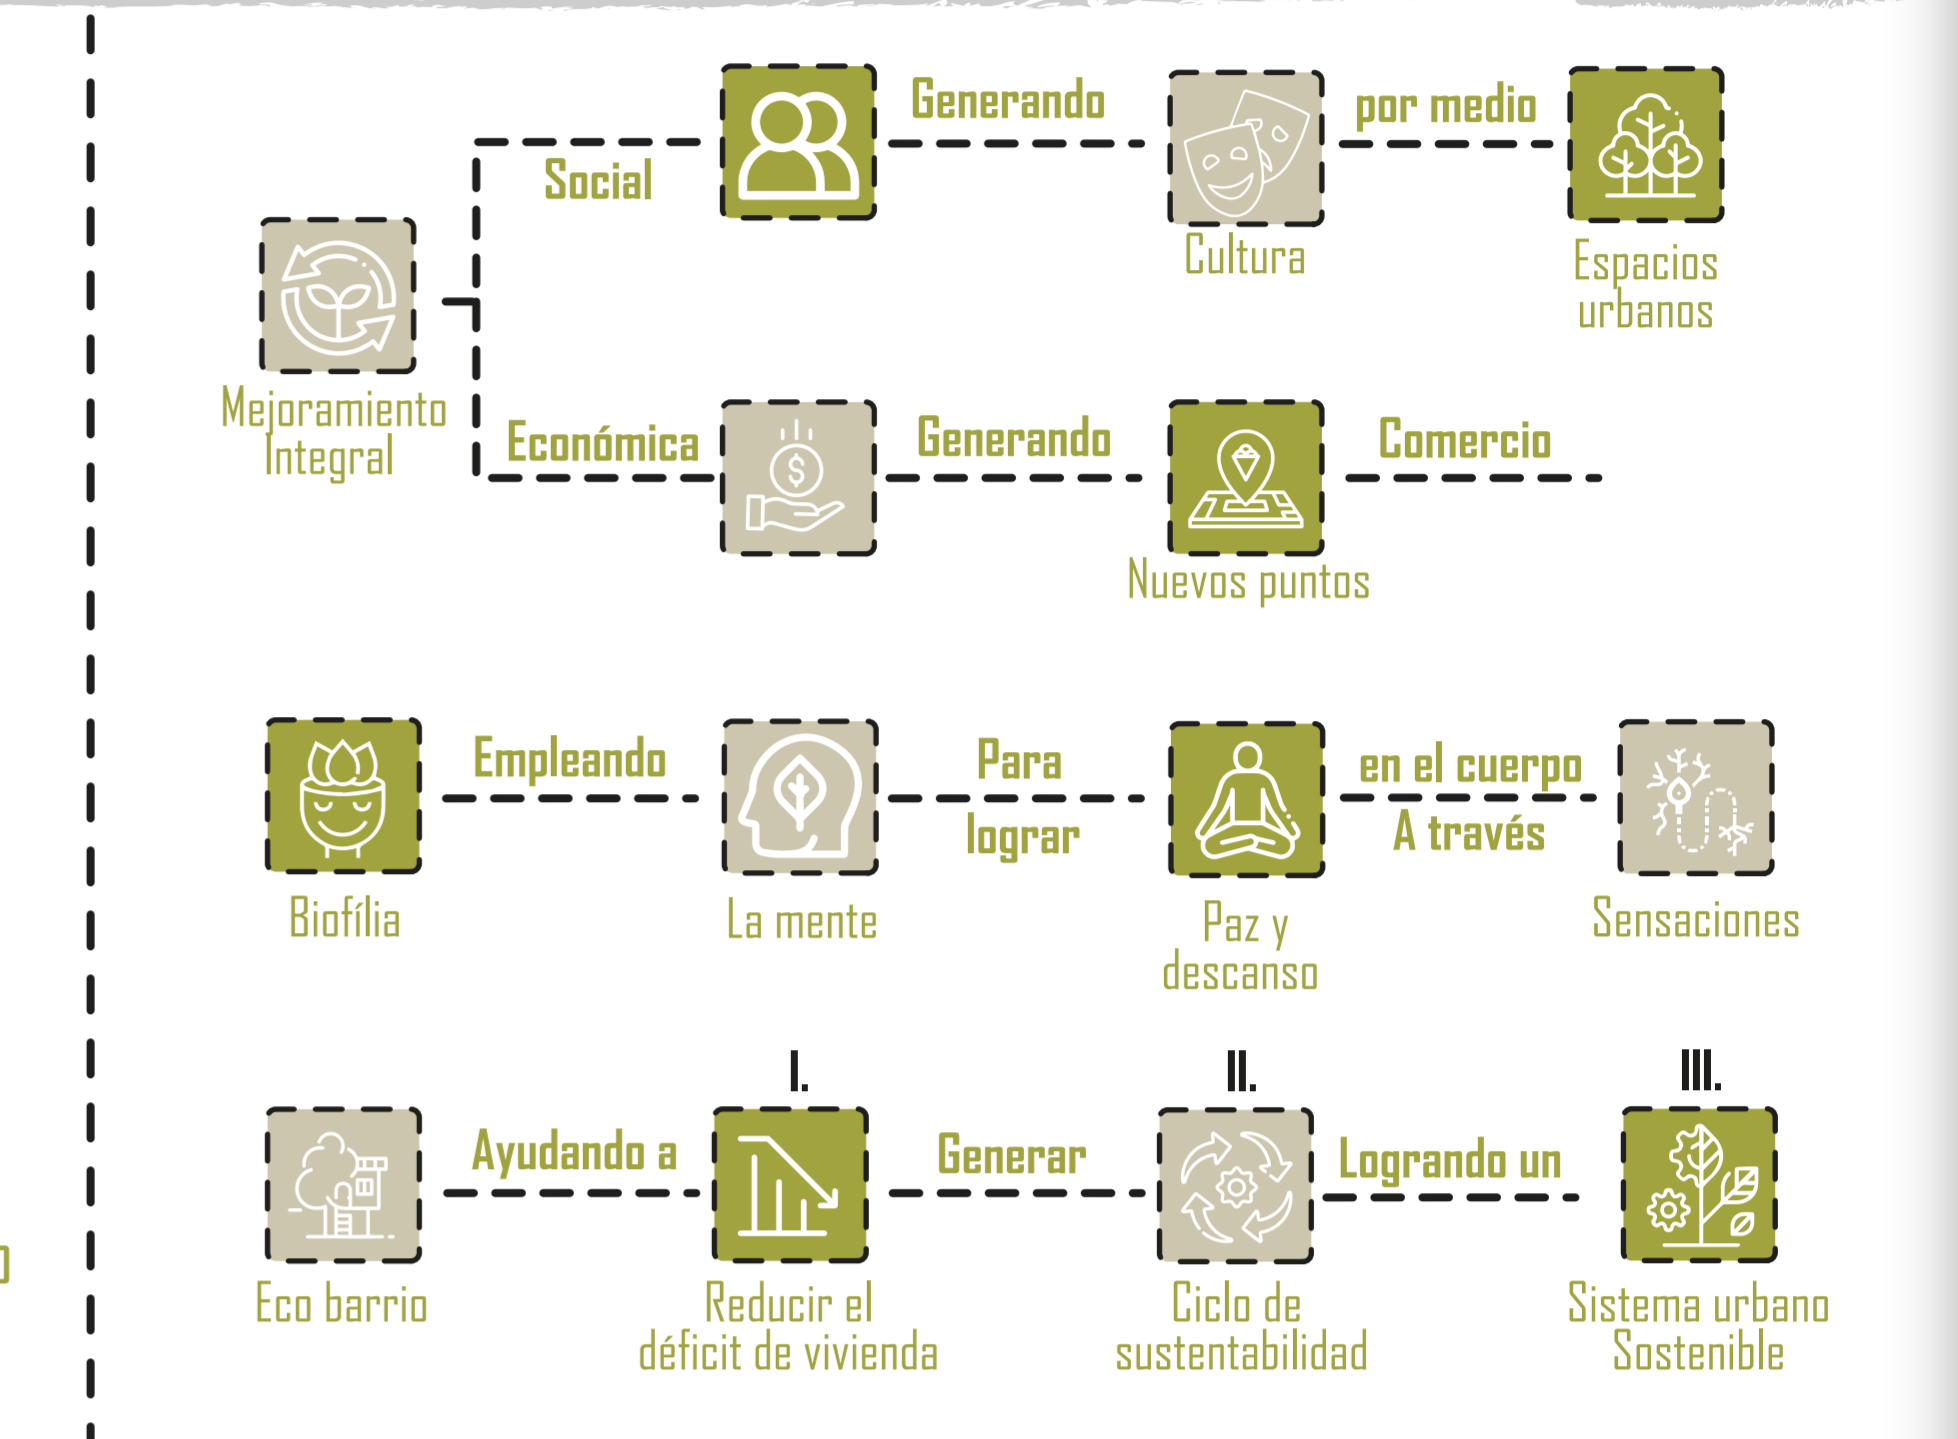 Generando
por medio
Social
Cultura
Espacios
urbanos
Mejoramiento
Integral
Económica
Generando
Comercio
Nuevos puntos
Empleando
Para
lograr
en el cuerpo
A través
Biofília
La mente
Paz y
descanso
Sensaciones
I.
II.
III.
Ayudando a
Generar
Logrando un
Eco barrio
Reducir el
déficit de vivienda
Ciclo de
sustentabilidad
Sistema urbano
Sostenible